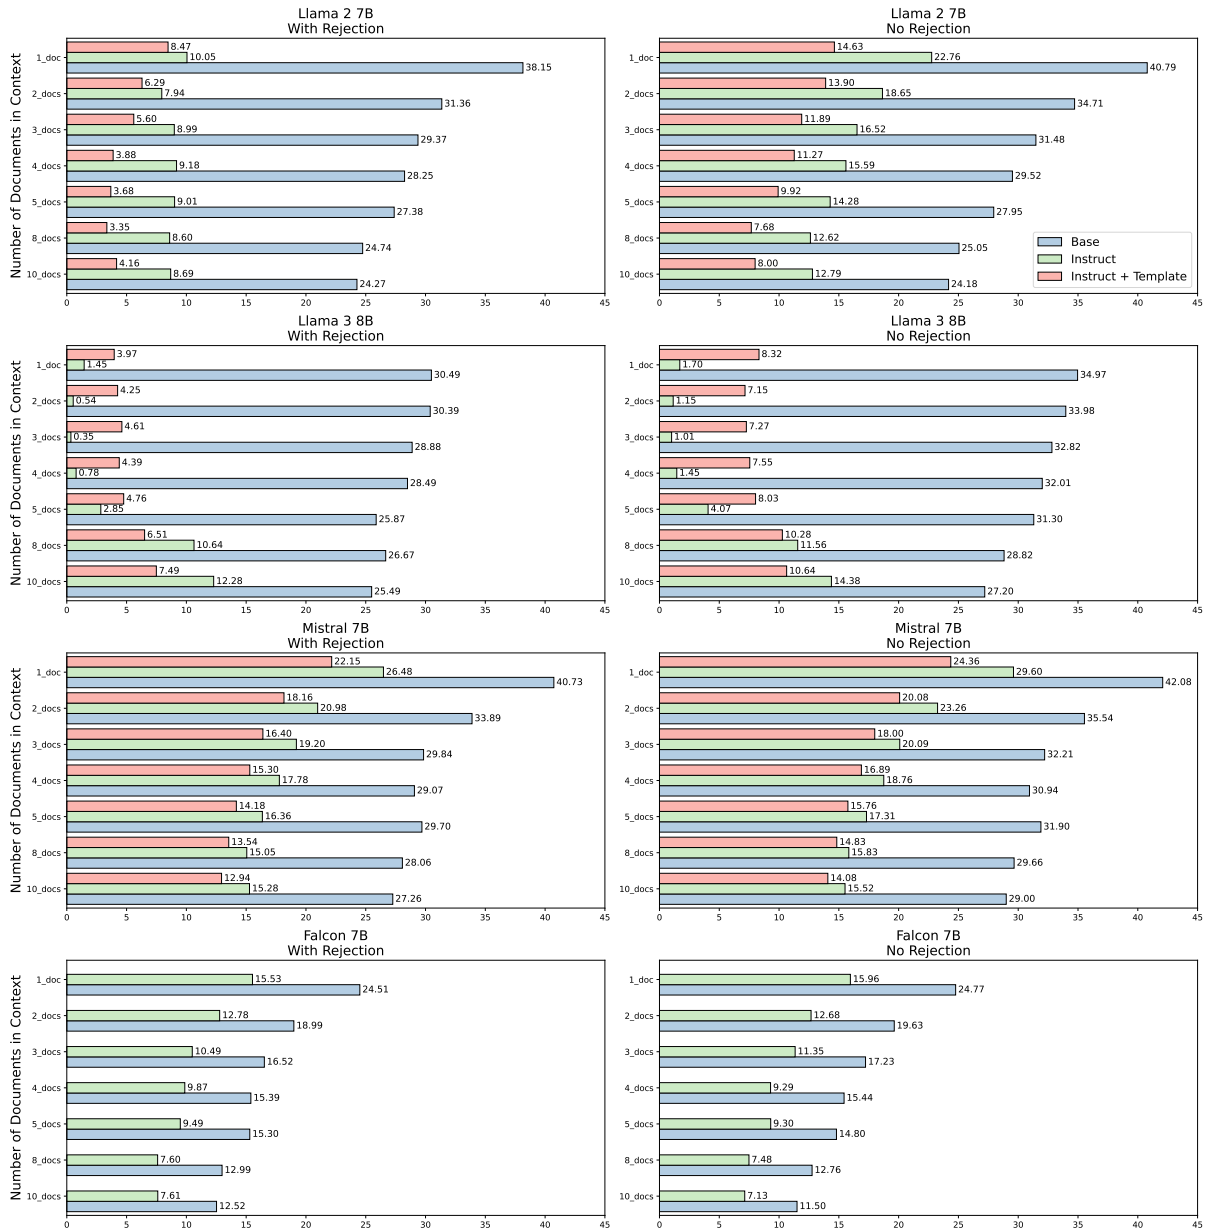 Llama 2 7B
With Rejection
Number of Documents in Context
1_doc
8.47
10.05
38.15
2_docs
6.29
7.94
31.36
3_docs
5.60
8.99
29.37
4_docs
3.88
9.18
28.25
5_docs
3.68
9.01
27.38
8_docs
3.35
8.60
24.74
10_docs
4.16
8.69
24.27
0 5 10 15 20 25 30 35 40 45
Llama 2 7B
No Rejection
1_doc
14.63
22.76
40.79
2_docs
13.90
18.65
34.71
3_docs
11.89
16.52
31.48
4_docs
11.27
15.59
29.52
5_docs
9.92
14.28
27.95
8_docs
7.68
12.62
25.05
10_docs
8.00
12.79
24.18
Base
Instruct
Instruct + Template
0 5 10 15 20 25 30 35 40 45
Llama 3 8B
With Rejection
Number of Documents in Context
1_doc
3.97
1.45
30.49
2_docs
4.25
0.54
30.39
3_docs
4.61
0.35
28.88
4_docs
4.39
0.78
28.49
5_docs
4.76
2.85
25.87
8_docs
6.51
10.64
26.67
10_docs
7.49
12.28
25.49
0 5 10 15 20 25 30 35 40 45
Llama 3 8B
No Rejection
1_doc
8.32
1.70
34.97
2_docs
7.15
1.15
33.98
3_docs
7.27
1.01
32.82
4_docs
7.55
1.45
32.01
5_docs
8.03
4.07
31.30
8_docs
10.28
11.56
28.82
10_docs
10.64
14.38
27.20
0 5 10 15 20 25 30 35 40 45
Mistral 7B
With Rejection
Number of Documents in Context
1_doc
22.15
26.48
40.73
2_docs
18.16
20.98
33.89
3_docs
16.40
19.20
29.84
4_docs
15.30
17.78
29.07
5_docs
14.18
16.36
29.70
8_docs
13.54
15.05
28.06
10_docs
12.94
15.28
27.26
0 5 10 15 20 25 30 35 40 45
Mistral 7B
No Rejection
1_doc
24.36
29.60
42.08
2_docs
20.08
23.26
35.54
3_docs
18.00
20.09
32.21
4_docs
16.89
18.76
30.94
5_docs
15.76
17.31
31.90
8_docs
14.83
15.83
29.66
10_docs
14.08
15.52
29.00
0 5 10 15 20 25 30 35 40 45
Falcon 7B
With Rejection
Number of Documents in Context
1_doc
15.53
24.51
2_docs
12.78
18.99
3_docs
10.49
16.52
4_docs
9.87
15.39
5_docs
9.49
15.30
8_docs
7.60
12.99
10_docs
7.61
12.52
0 5 10 15 20 25 30 35 40 45
Falcon 7B
No Rejection
1_doc
15.96
24.77
2_docs
12.68
19.63
3_docs
11.35
17.23
4_docs
9.29
15.44
5_docs
9.30
14.80
8_docs
7.48
12.76
10_docs
7.13
11.50
0 5 10 15 20 25 30 35 40 45